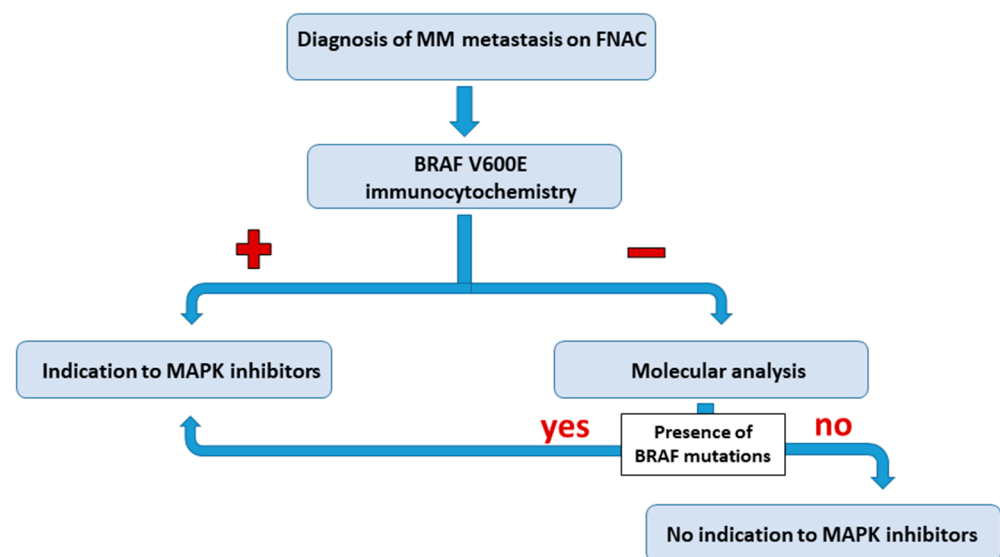 Diagnosis of MM metastasis on FNAC
BRAF V600E
immunocytochemistry
Indication to MAPK inhibitors
Molecular analysis
yes
Presence of
BRAF mutations
no
No indication to MAPK inhibitors